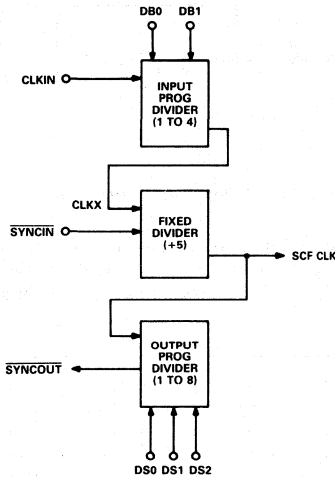 DB0 DB1
CLKIN
INPUT
PROG
DIVIDER
(1 TO 4)
CLKX
SYNCIN
FIXED
DIVIDER
(+5)
SCF CLK
OUTPUT
PROG
DIVIDER
(1 TO 8)
SYNCOUT
DS0 DS1 DS2